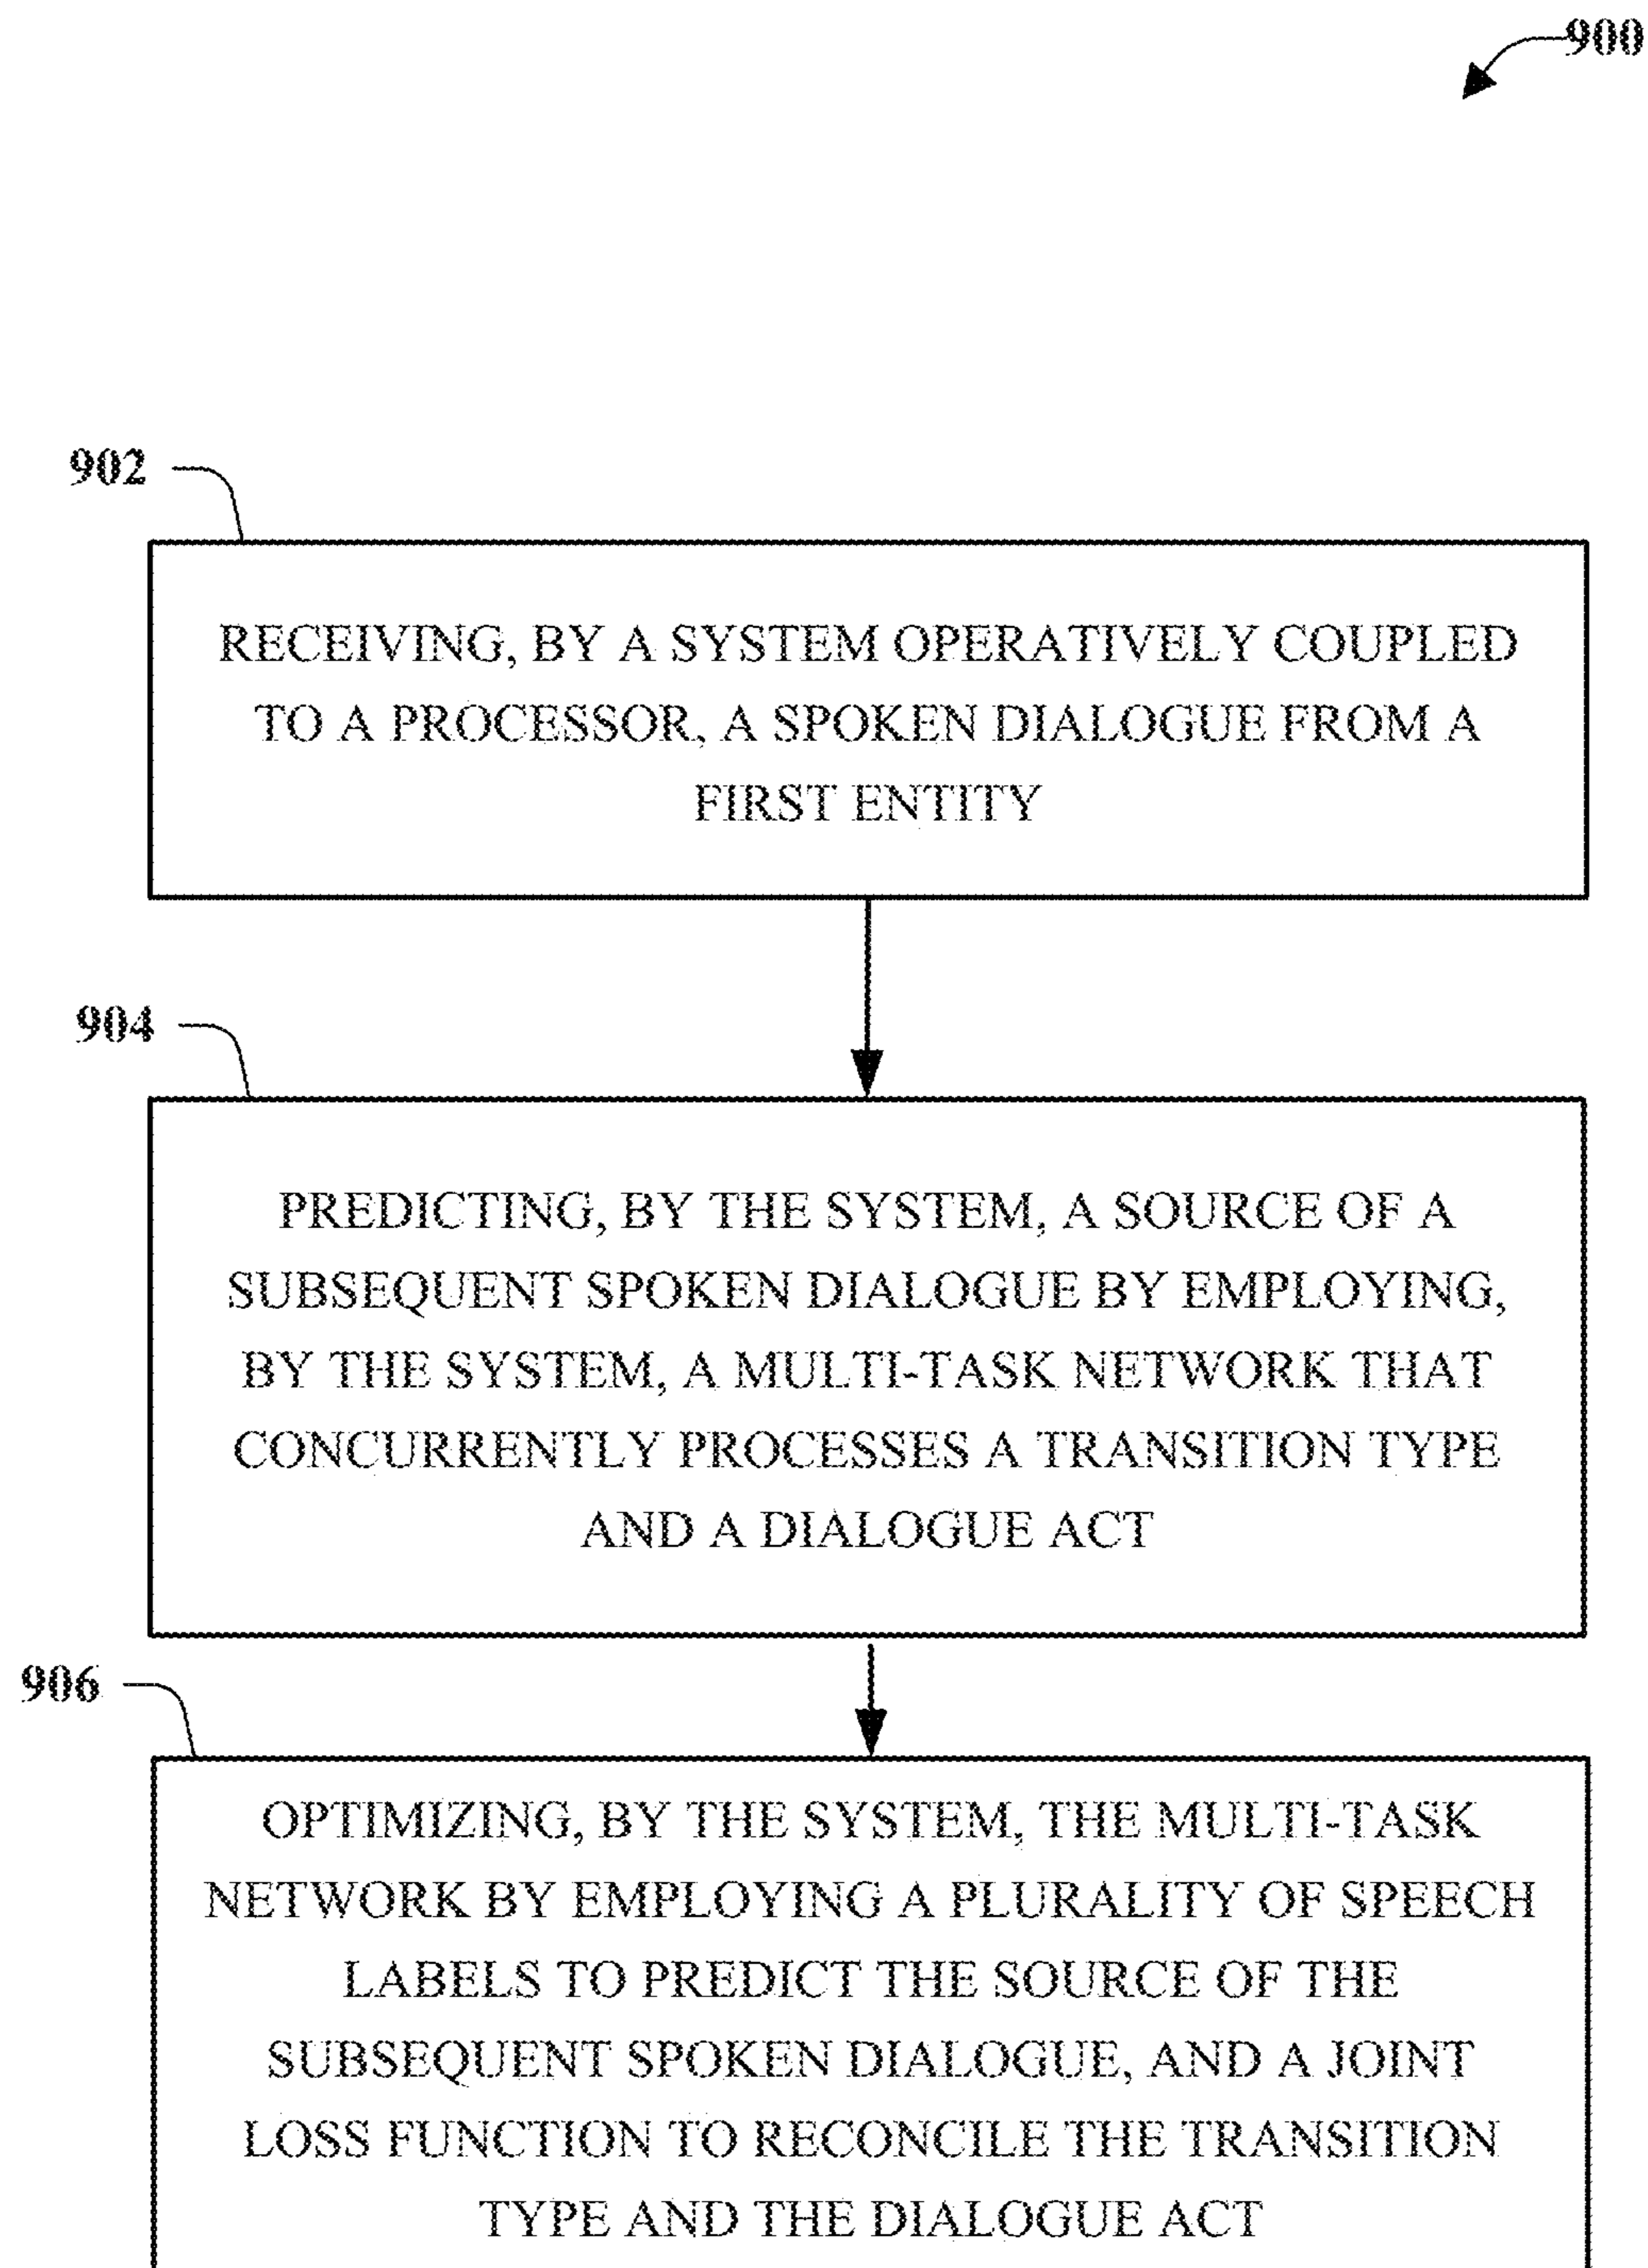 900
902
RECEIVING, BY A SYSTEM OPERATIVELY COUPLED
TO A PROCESSOR, A SPOKEN DIALOGUE FROM A
FIRST ENTITY
904
PREDICTING, BY THE SYSTEM, A SOURCE OF A
SUBSEQUENT SPOKEN DIALOGUE BY EMPLOYING,
BY THE SYSTEM, A MULTI-TASK NETWORK THAT
CONCURRENTLY PROCESSES A TRANSITION TYPE
AND A DIALOGUE ACT
906
OPTIMIZING, BY THE SYSTEM, THE MULTI-TASK
NETWORK BY EMPLOYING A PLURALITY OF SPEECH
LABELS TO PREDICT THE SOURCE OF THE
SUBSEQUENT SPOKEN DIALOGUE, AND A JOINT
LOSS FUNCTION TO RECONCILE THE TRANSITION
TYPE AND THE DIALOGUE ACT